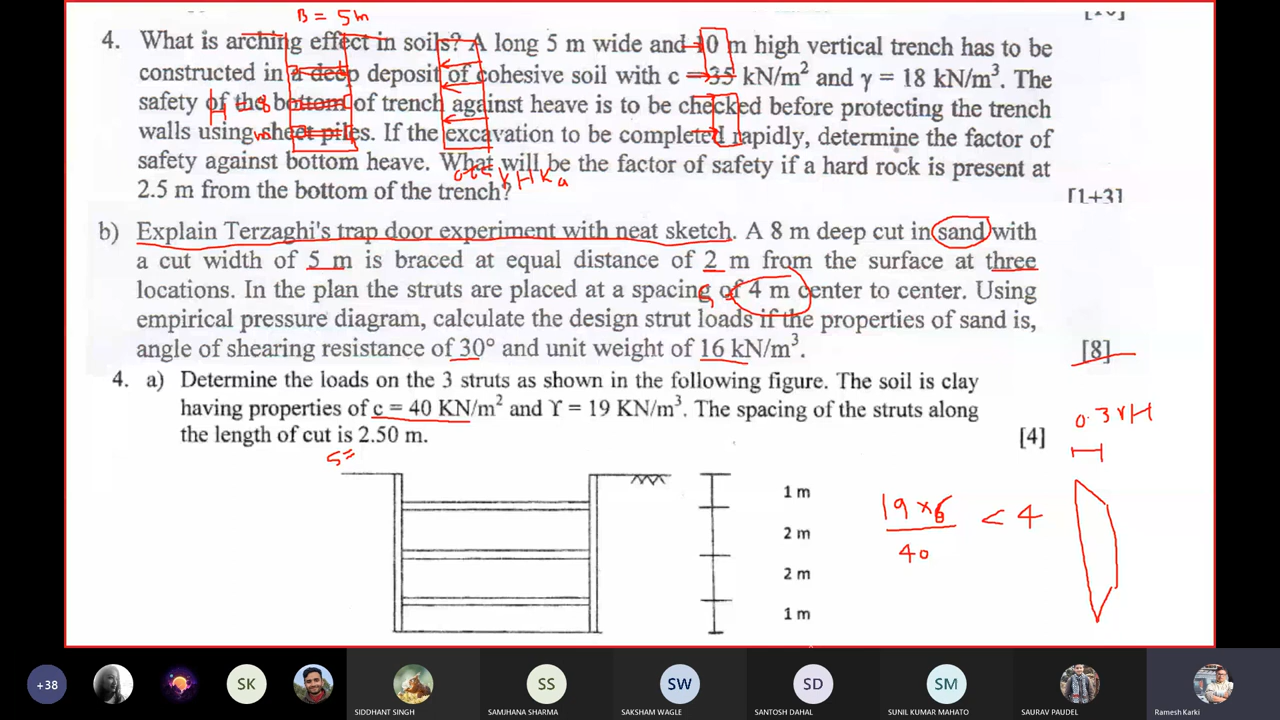 B = 5m
4. What is arching effect in soils? A long 5 m wide and 10 m high vertical trench has to be
constructed in a deep deposit of cohesive soil with c = 35 kN/m² and γ = 18 kN/m³. The
safety of the bottom of trench against heave is to be checked before protecting the trench
H
walls using sheet piles. If the excavation to be completed rapidly, determine the factor of
safety against bottom heave. What will be the factor of safety if a hard rock is present at
γHKa
2.5 m from the bottom of the trench?
[1+3]
b) Explain Terzaghi's trap door experiment with neat sketch. A 8 m deep cut in sand with
a cut width of 5 m is braced at equal distance of 2 m from the surface at three
locations. In the plan the struts are placed at a spacing of 4 m center to center. Using
empirical pressure diagram, calculate the design strut loads if the properties of sand is,
angle of shearing resistance of 30° and unit weight of 16 kN/m³.
[8]
4. a) Determine the loads on the 3 struts as shown in the following figure. The soil is clay
having properties of c = 40 KN/m² and ϒ = 19 KN/m³. The spacing of the struts along
the length of cut is 2.50 m.
[4]
0.3γH
S=
1 m
2 m
2 m
1 m
19×6
40
< 4
+38
SK
SIDDHANT SINGH
SS
SAMJHANA SHARMA
SW
SAKSHAM WAGLE
SD
SANTOSH DAHAL
SM
SUNIL KUMAR MAHATO
SAURAV PAUDEL
Ramesh Karki